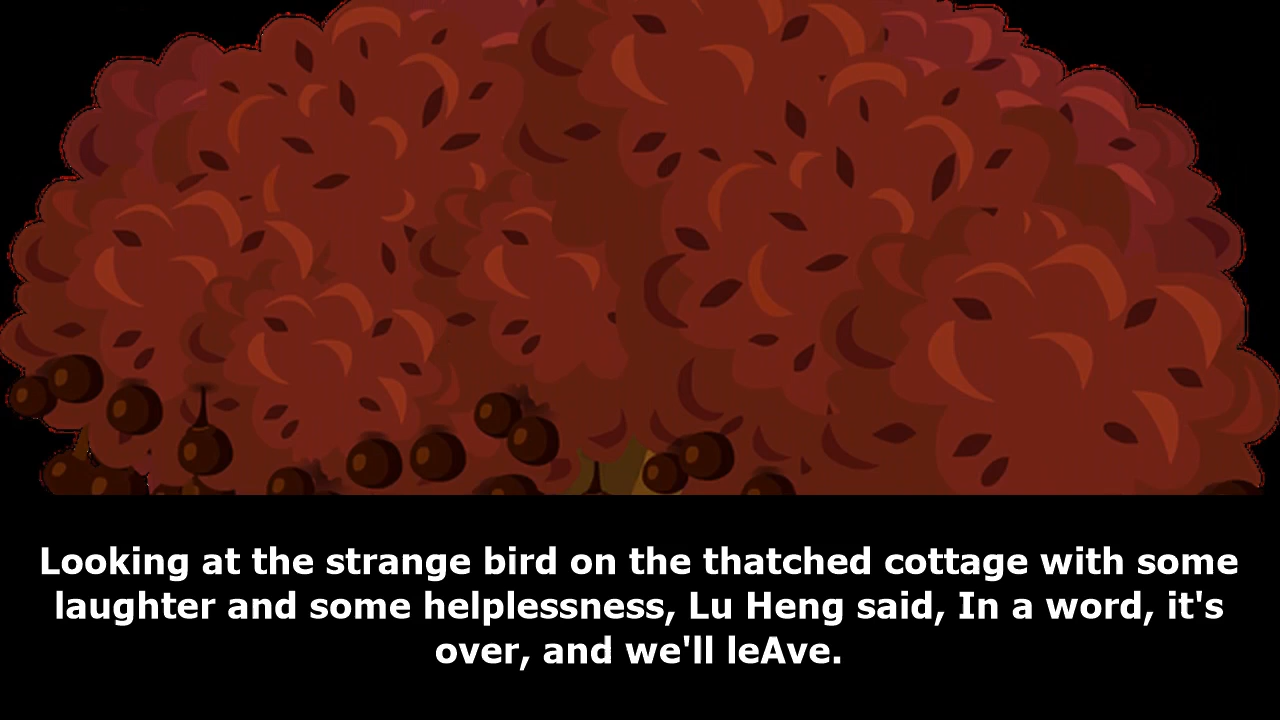 Looking at the strange bird on the thatched cottage with some
laughter and some helplessness, Lu Heng said, In a word, it's
over, and we'll leAve.